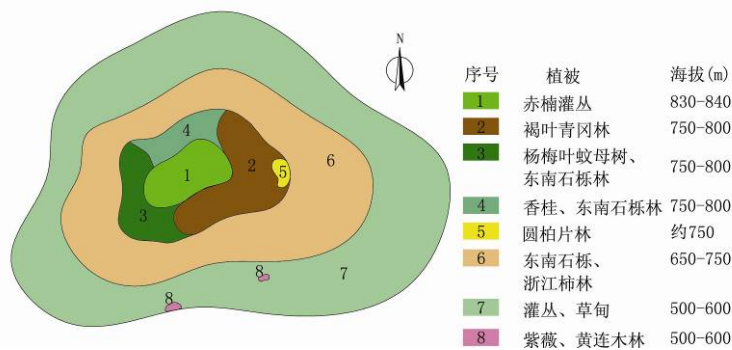 N
序号 植被 海拔(m)
1 赤楠灌丛 830-840
2 褐叶青冈林 750-800
3 杨梅叶蚊母树、
东南石栎林 750-800
4 香桂、东南石栎林 750-800
5 圆柏片林 约750
6 东南石栎、
浙江柿林 650-750
7 灌丛、草甸 500-600
8 紫薇、黄连木林 500-600
4
1
2
5
6
3
8
7
8